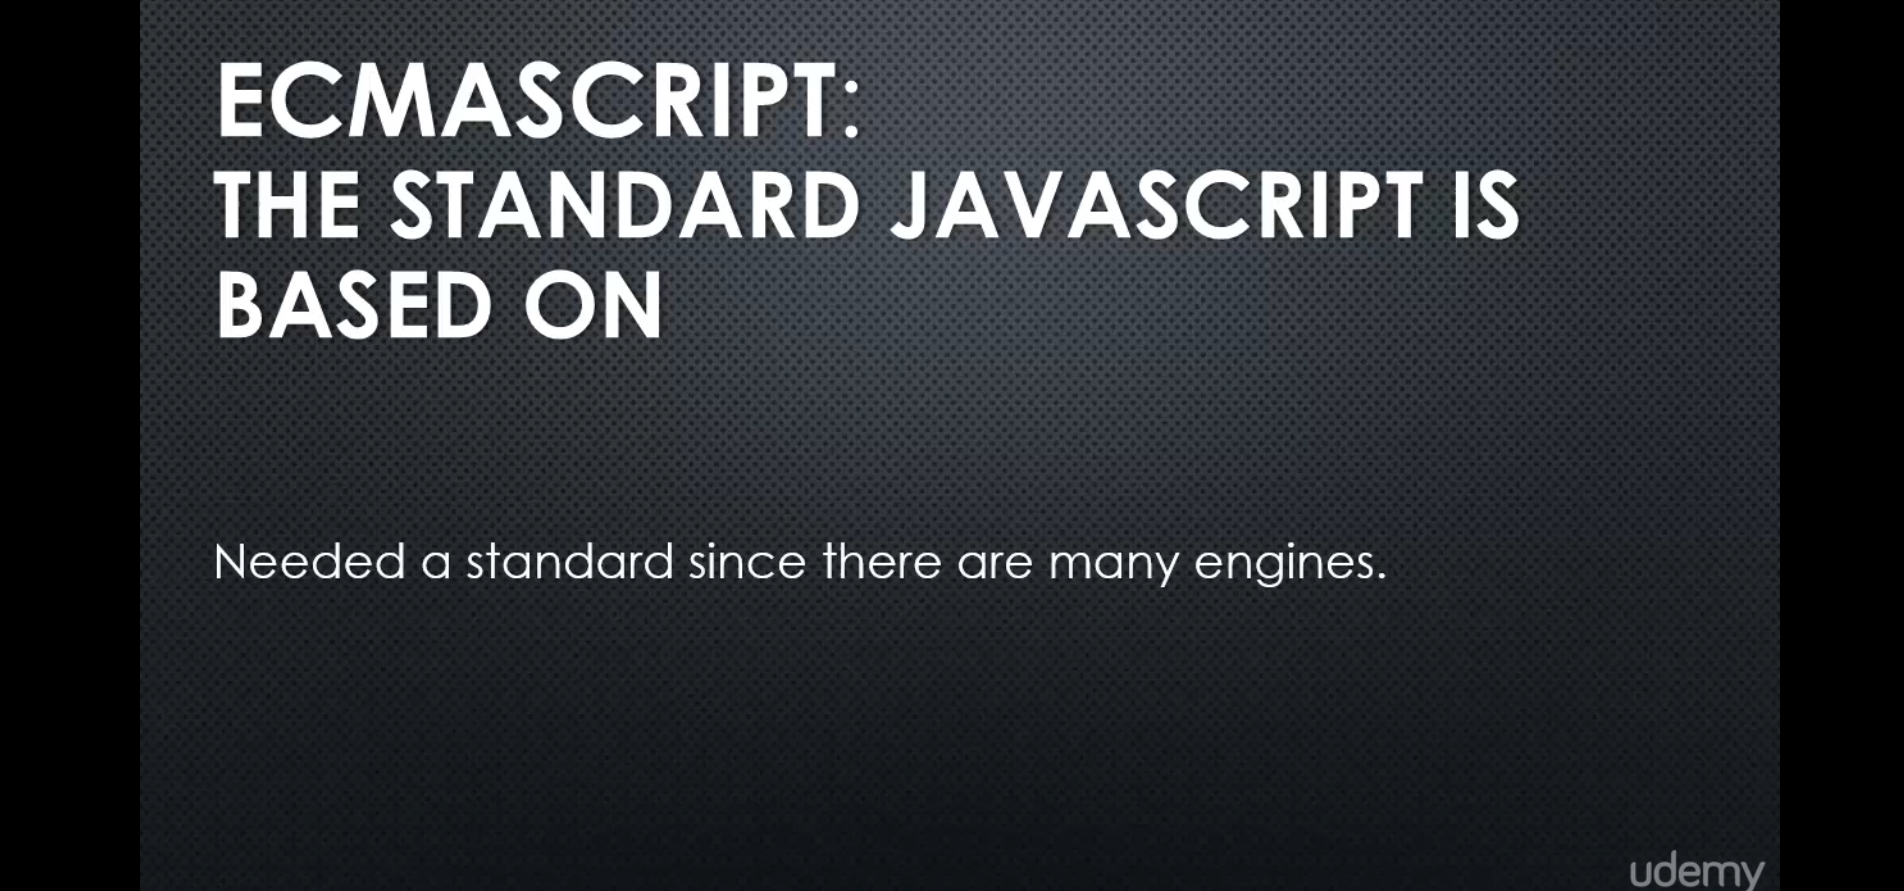 ECMASCRIPT:
THE STANDARD JAVASCRIPT IS
BASED ON
Needed a standard since there are many engines.
udemy